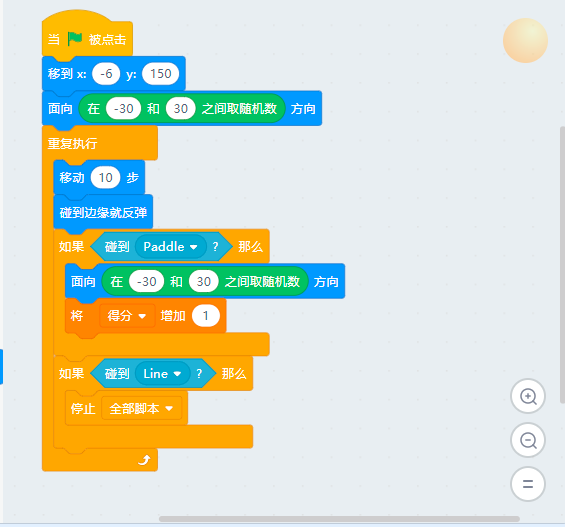 当 被点击
移到 x: -6 y: 150
面向 在 -30 和 30 之间取随机数 方向
重复执行
移动 10 步
碰到边缘就反弹
如果 碰到 Paddle ? 那么
面向 在 -30 和 30 之间取随机数 方向
将 得分 增加 1
如果 碰到 Line ? 那么
停止 全部脚本